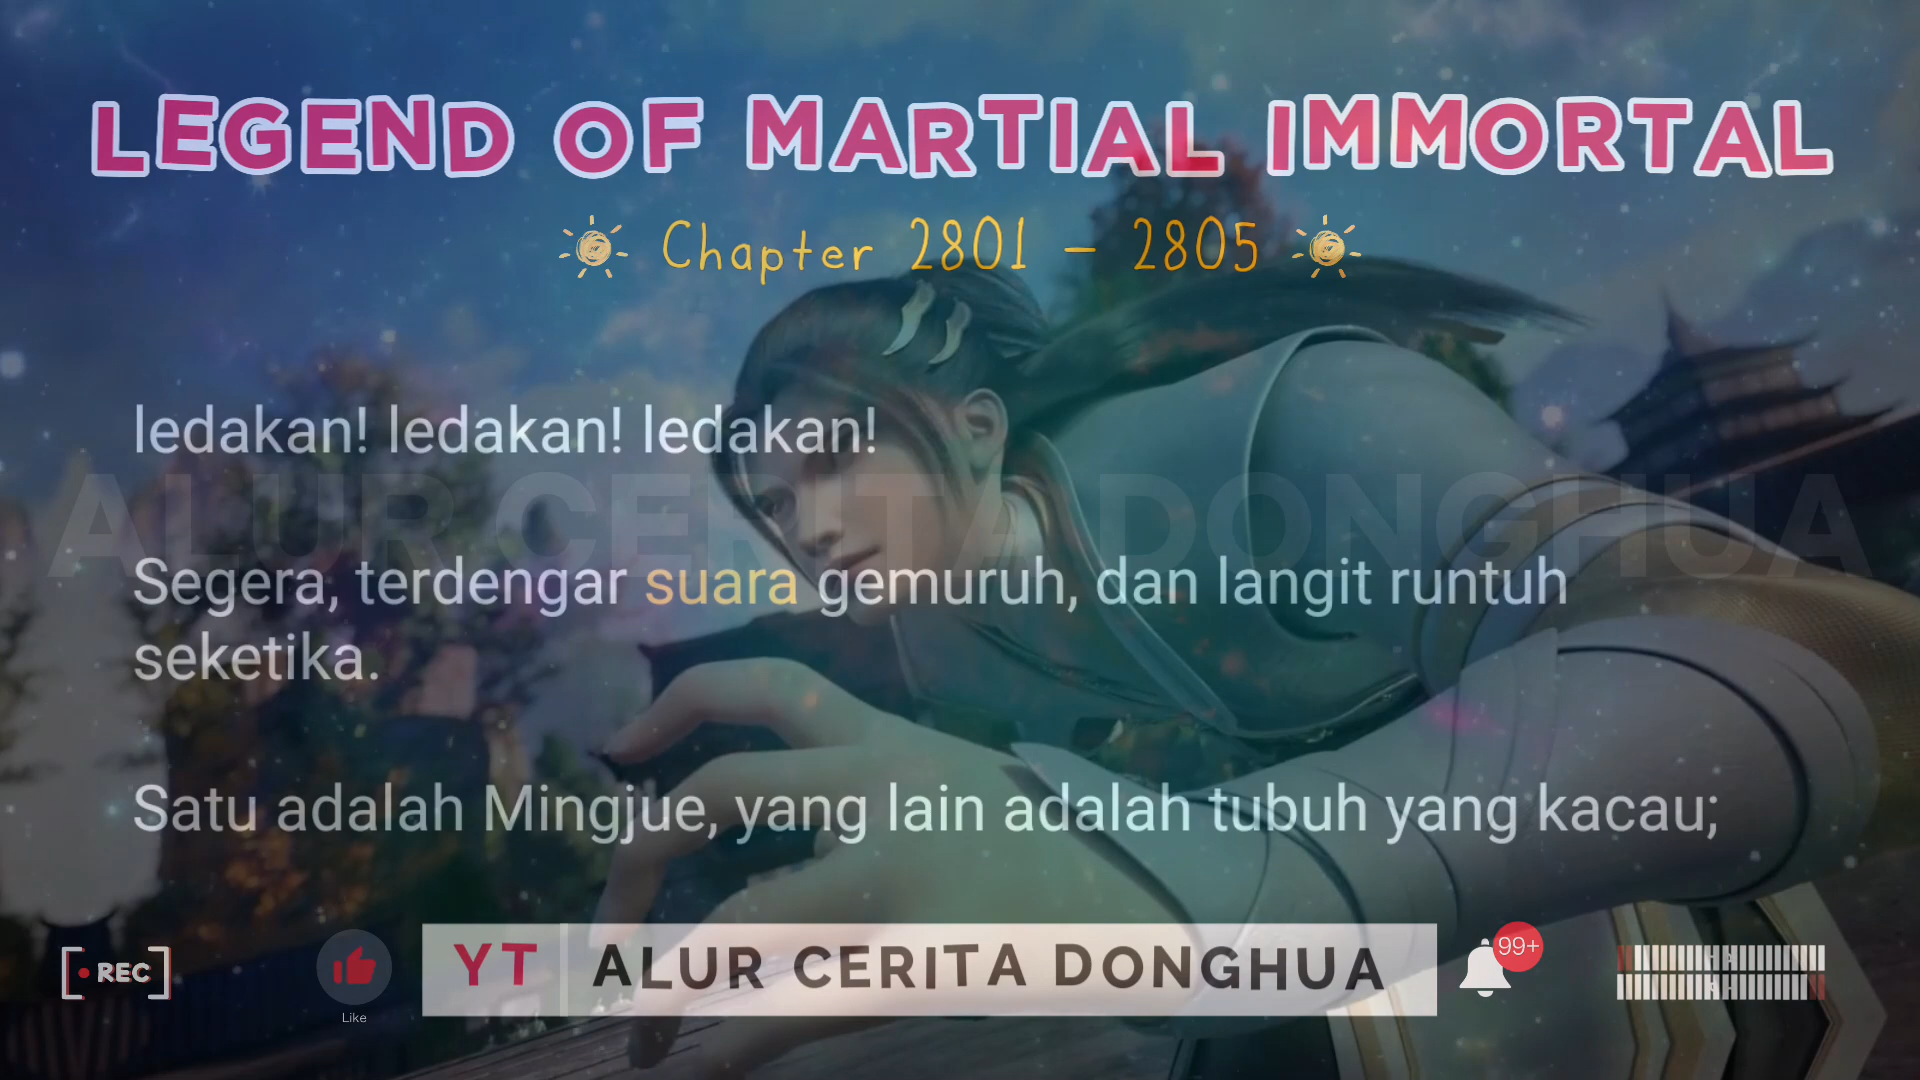 LEGEND OF MARTIAL IMMORTAL
Chapter 2801 - 2805
ledakan! ledakan! ledakan!
ALUR CERITA DONGHUA
Segera, terdengar suara gemuruh, dan langit runtuh
seketika.
Satu adalah Mingjue, yang lain adalah tubuh yang kacau;
REC
Like
YT ALUR CERITA DONGHUA
99+